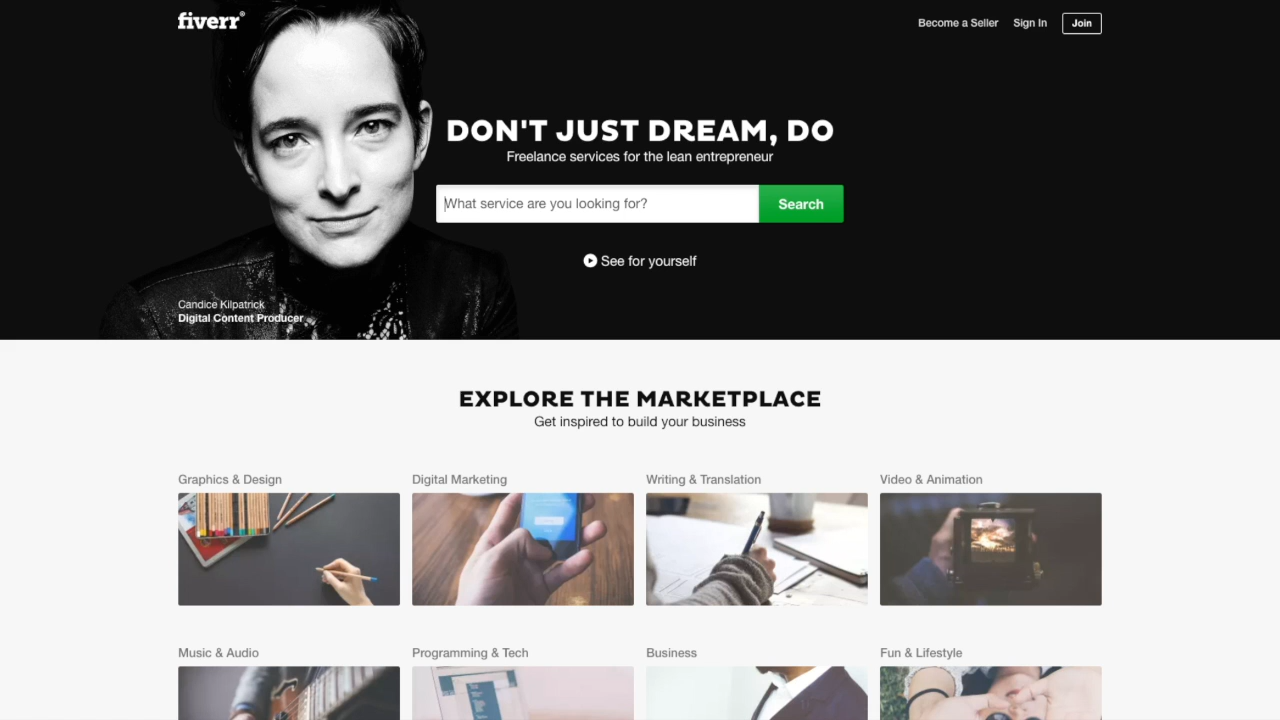 fiverr®
Become a Seller
Sign In
Join
DON'T JUST DREAM, DO
Freelance services for the lean entrepreneur
What service are you looking for?
Search
See for yourself
Candice Kilpatrick
Digital Content Producer
EXPLORE THE MARKETPLACE
Get inspired to build your business
Graphics & Design
Digital Marketing
Writing & Translation
Video & Animation
Music & Audio
Programming & Tech
Business
Fun & Lifestyle